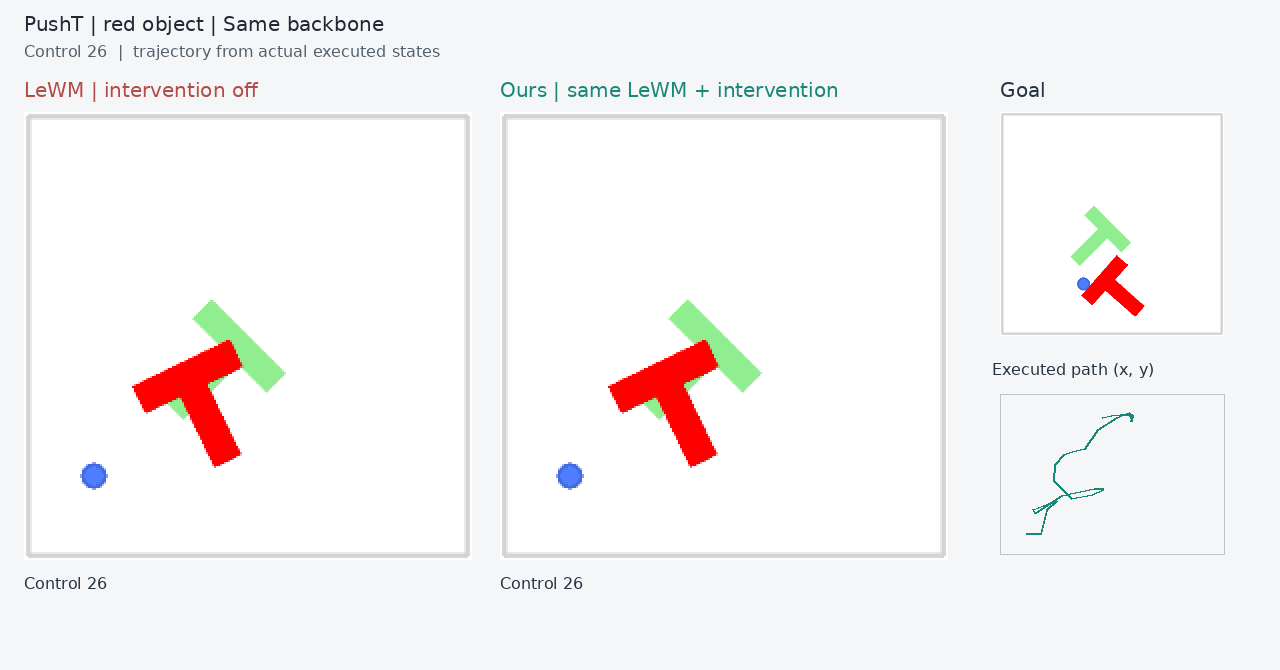 PushT | red object | Same backbone
Control 26 | trajectory from actual executed states
LeWM | intervention off
Ours | same LeWM + intervention
Goal
Executed path (x, y)
Control 26
Control 26